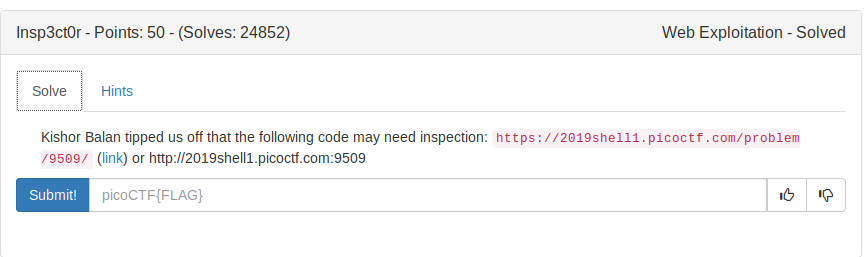 Insp3ct0r - Points: 50 - (Solves: 24852)
Web Exploitation - Solved
Solve
Hints
Kishor Balan tipped us off that the following code may need inspection: https://2019shell1.picoctf.com/problem
/9509/ (link) or http://2019shell1.picoctf.com:9509
Submit!
picoCTF{FLAG}